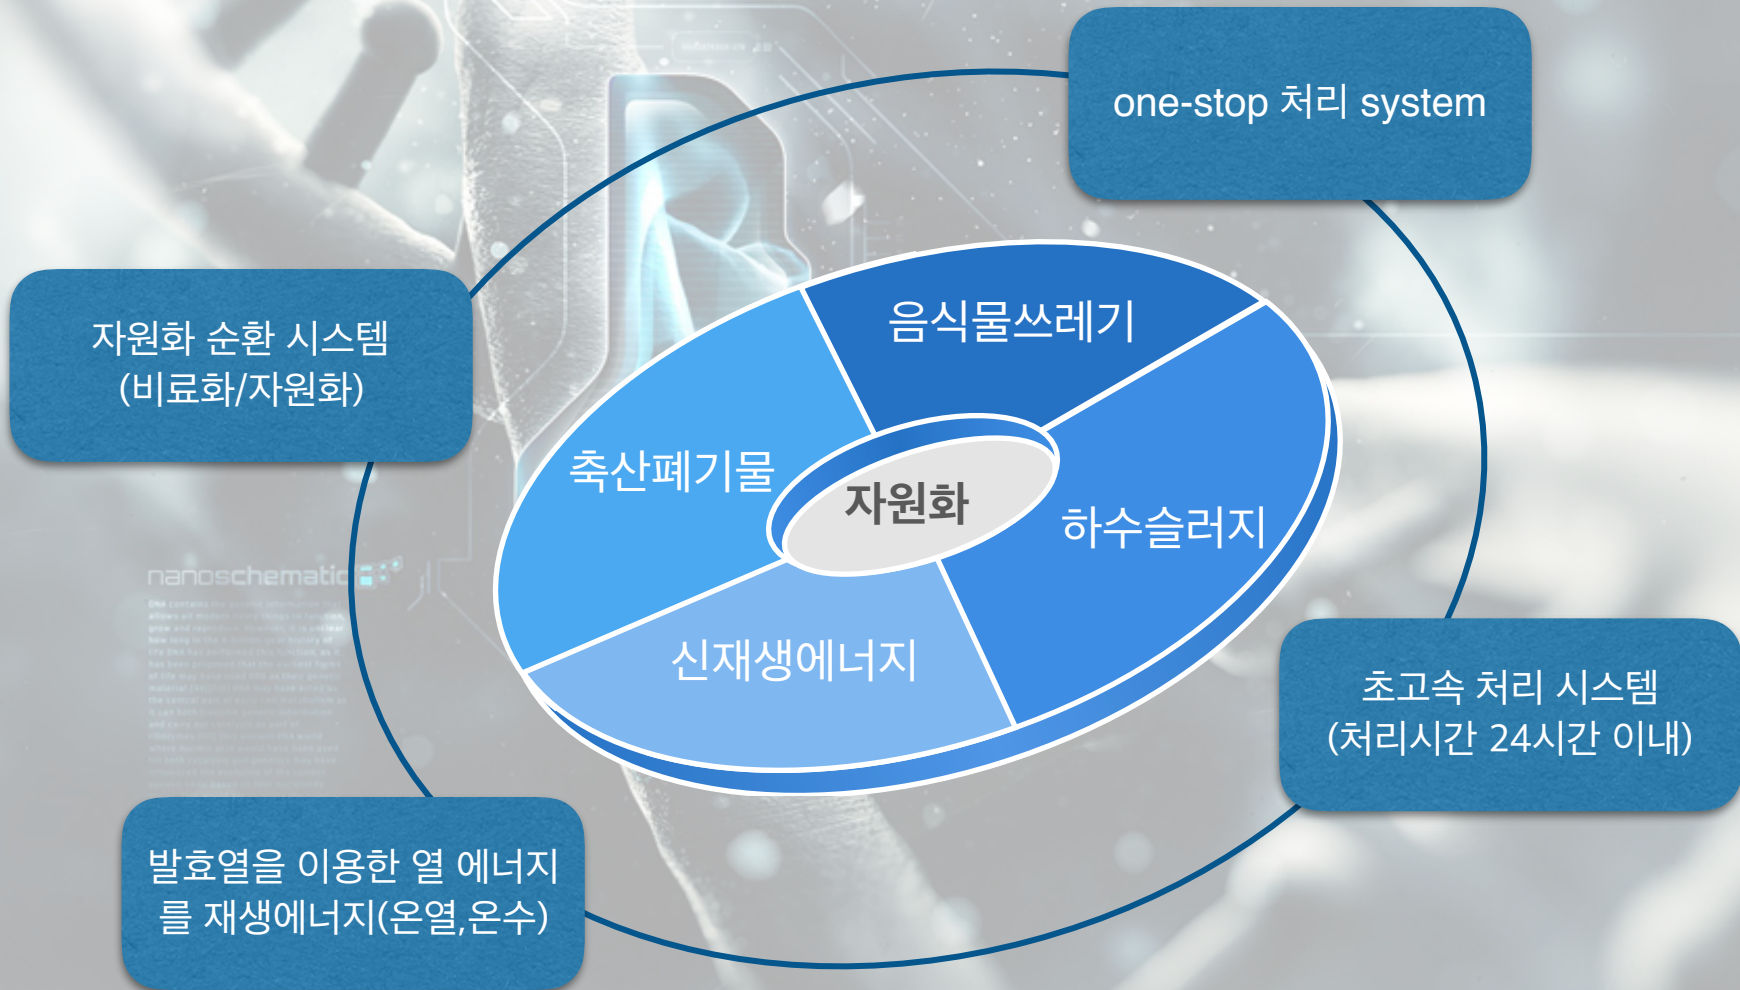 one-stop 처리 system
자원화 순환 시스템
(비료화/자원화)
음식물쓰레기
축산폐기물
자원화
하수슬러지
신재생에너지
nanoschematic
초고속 처리 시스템
(처리시간 24시간 이내)
발효열을 이용한 열 에너지
를 재생에너지(온열,온수)